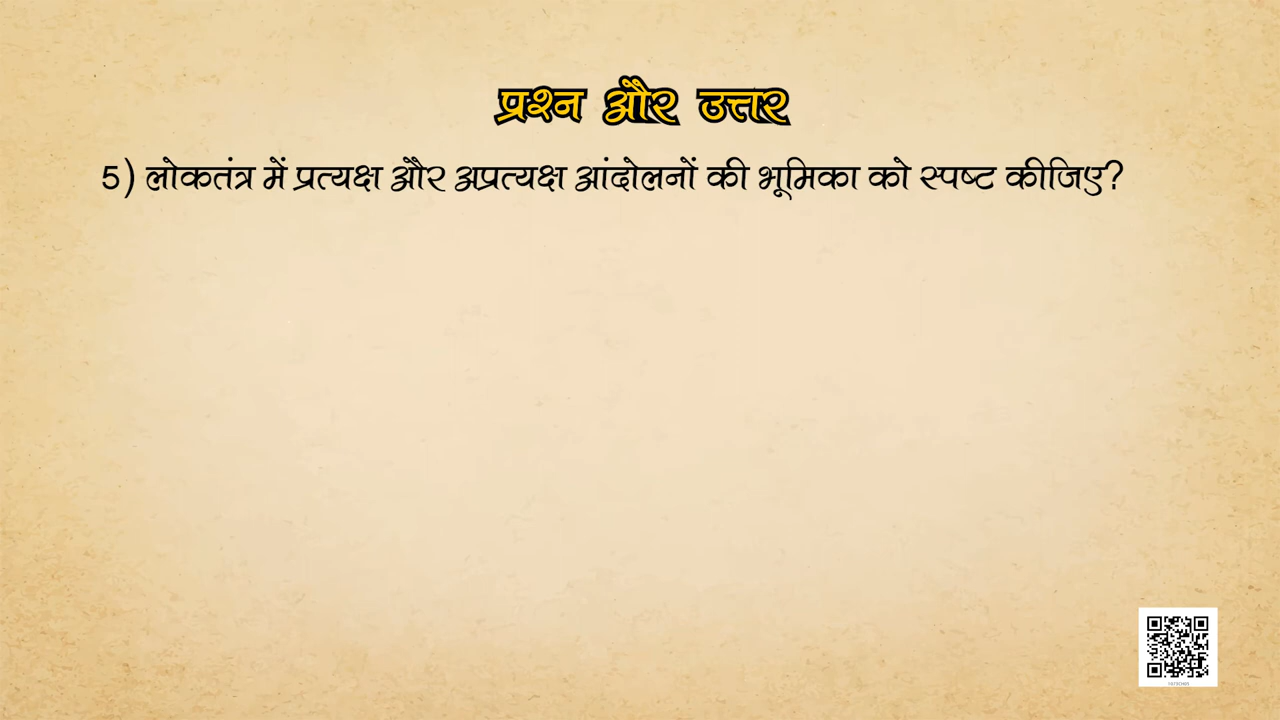 प्रश्न और उत्तर
5) लोकतंत्र में प्रत्यक्ष और अप्रत्यक्ष आंदोलनों की भूमिका को स्पष्ट कीजिए?